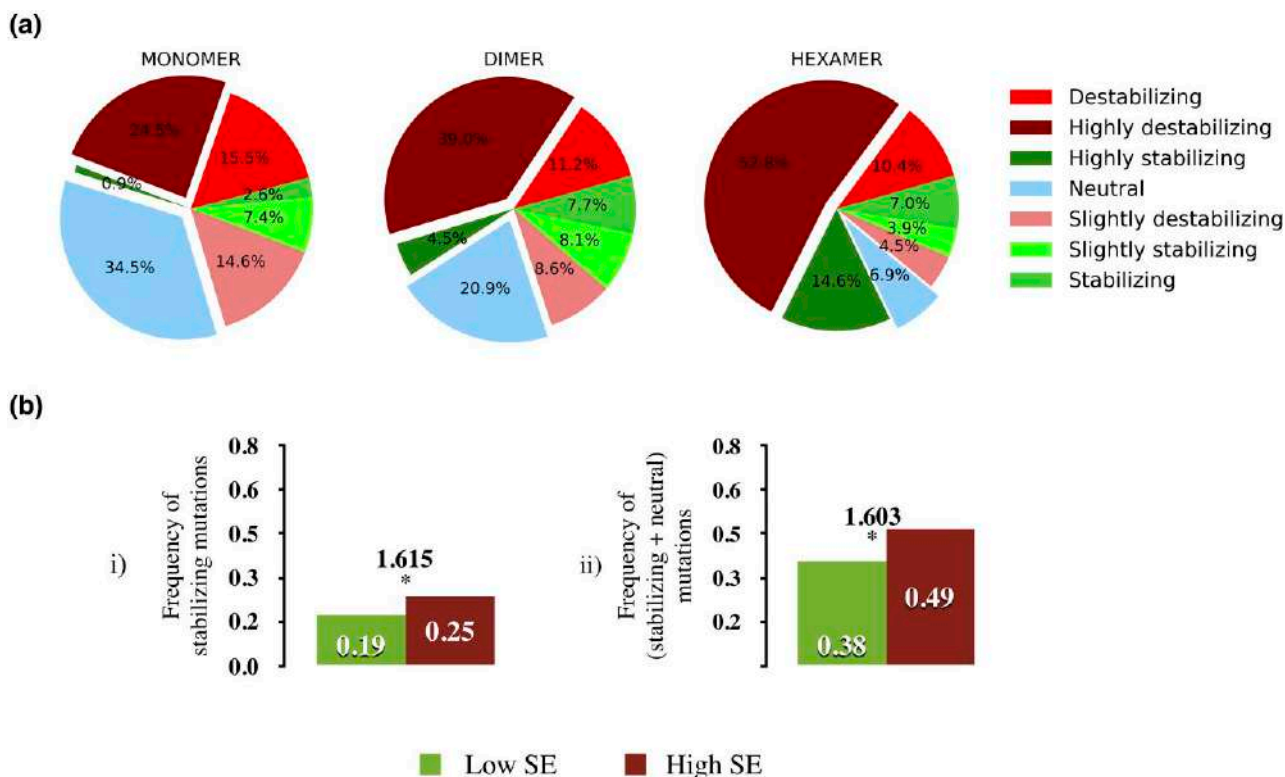 (a)
MONOMER
DIMER
HEXAMER
24.5%
15.5%
2.6%
7.4%
14.6%
34.5%
0.9%
39.0%
11.2%
7.7%
8.1%
8.6%
20.9%
4.5%
52.8%
10.4%
7.0%
3.9%
4.5%
6.9%
14.6%
Destabilizing
Highly destabilizing
Highly stabilizing
Neutral
Slightly destabilizing
Slightly stabilizing
Stabilizing
(b)
i)
Frequency of
stabilizing mutations
0.8
0.6
0.5
0.3
0.2
0.0
1.615
*
0.19
0.25
ii)
Frequency of
(stabilizing + neutral)
mutations
0.8
0.6
0.5
0.3
0.2
1.603
*
0.38
0.49
Low SE
High SE